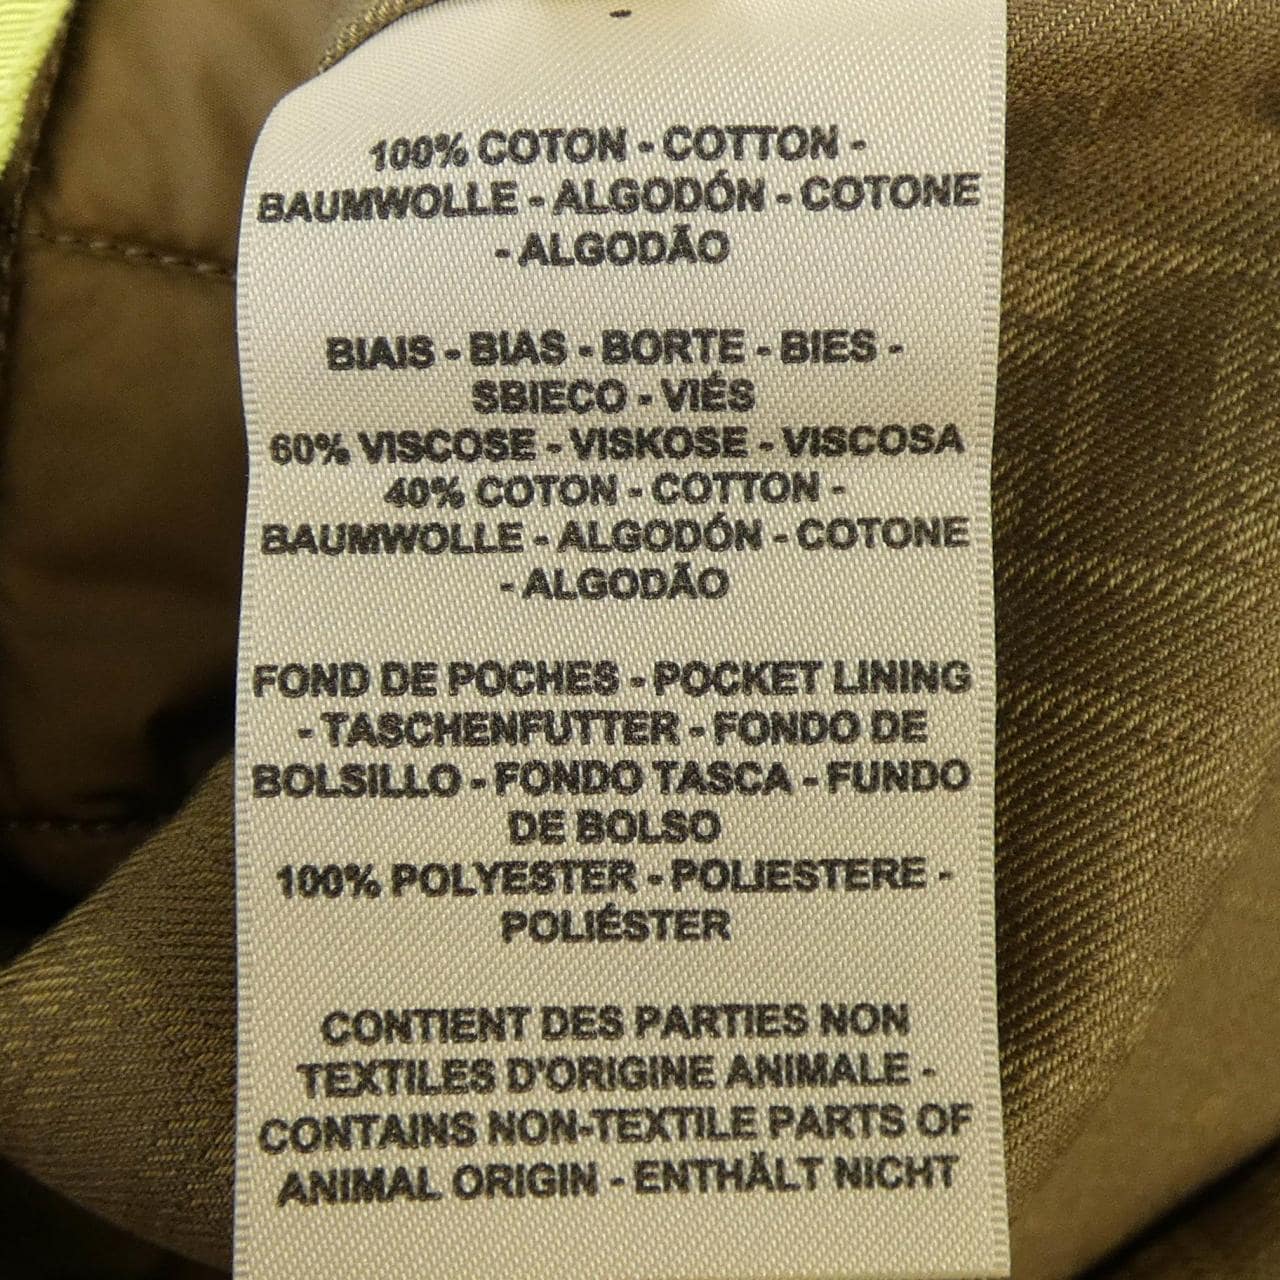 100% COTON - COTTON -
BAUMWOLLE - ALGODÓN - COTONE
- ALGODÃO
BIAIS - BIAS - BORTE - BIES -
SBIECO - VIÉS
60% VISCOSE - VISKOSE - VISCOSA
40% COTON - COTTON -
BAUMWOLLE - ALGODÓN - COTONE
- ALGODÃO
FOND DE POCHES - POCKET LINING
- TASCHENFUTTER - FONDO DE
BOLSILLO - FONDO TASCA - FUNDO
DE BOLSO
100% POLYESTER - POLIESTERE -
POLIÉSTER
CONTIENT DES PARTIES NON
TEXTILES D'ORIGINE ANIMALE -
CONTAINS NON-TEXTILE PARTS OF
ANIMAL ORIGIN - ENTHÄLT NICHT